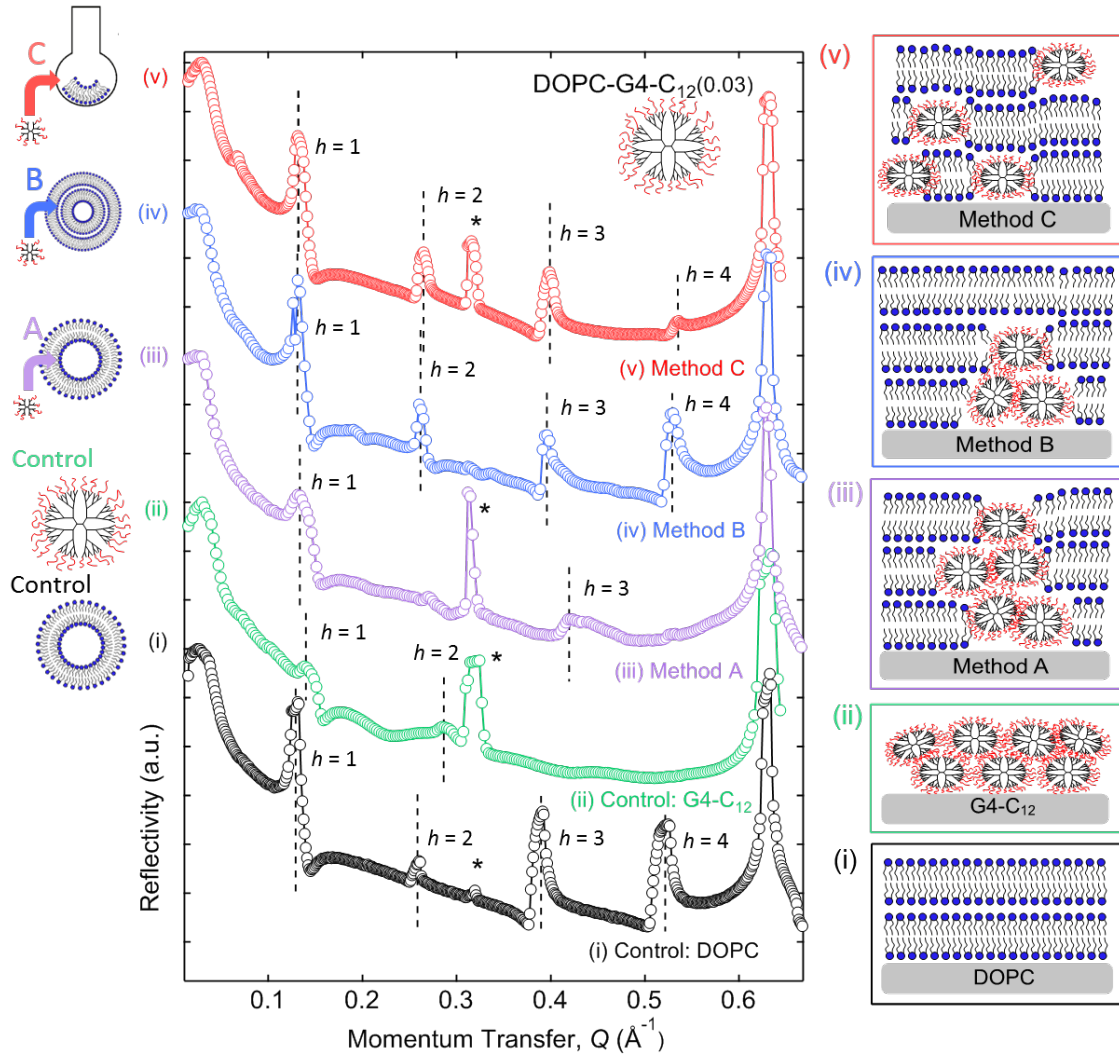 C
B
A
Control
Control
(v)
(iv)
(iii)
(ii)
(i)
DOPC-G4-C₁₂(0.03)
h = 1
h = 2
*
h = 3
h = 4
(v) Method C
h = 1
h = 2
h = 3
h = 4
(iv) Method B
h = 1
*
h = 3
(iii) Method A
h = 1
h = 2
*
(ii) Control: G4-C₁₂
h = 1
h = 2
*
h = 3
h = 4
(i) Control: DOPC
Reflectivity (a.u.)
0.1 0.2 0.3 0.4 0.5 0.6
Momentum Transfer, Q (Å⁻¹)
(v)
Method C
(iv)
Method B
(iii)
Method A
(ii)
G4-C₁₂
(i)
DOPC